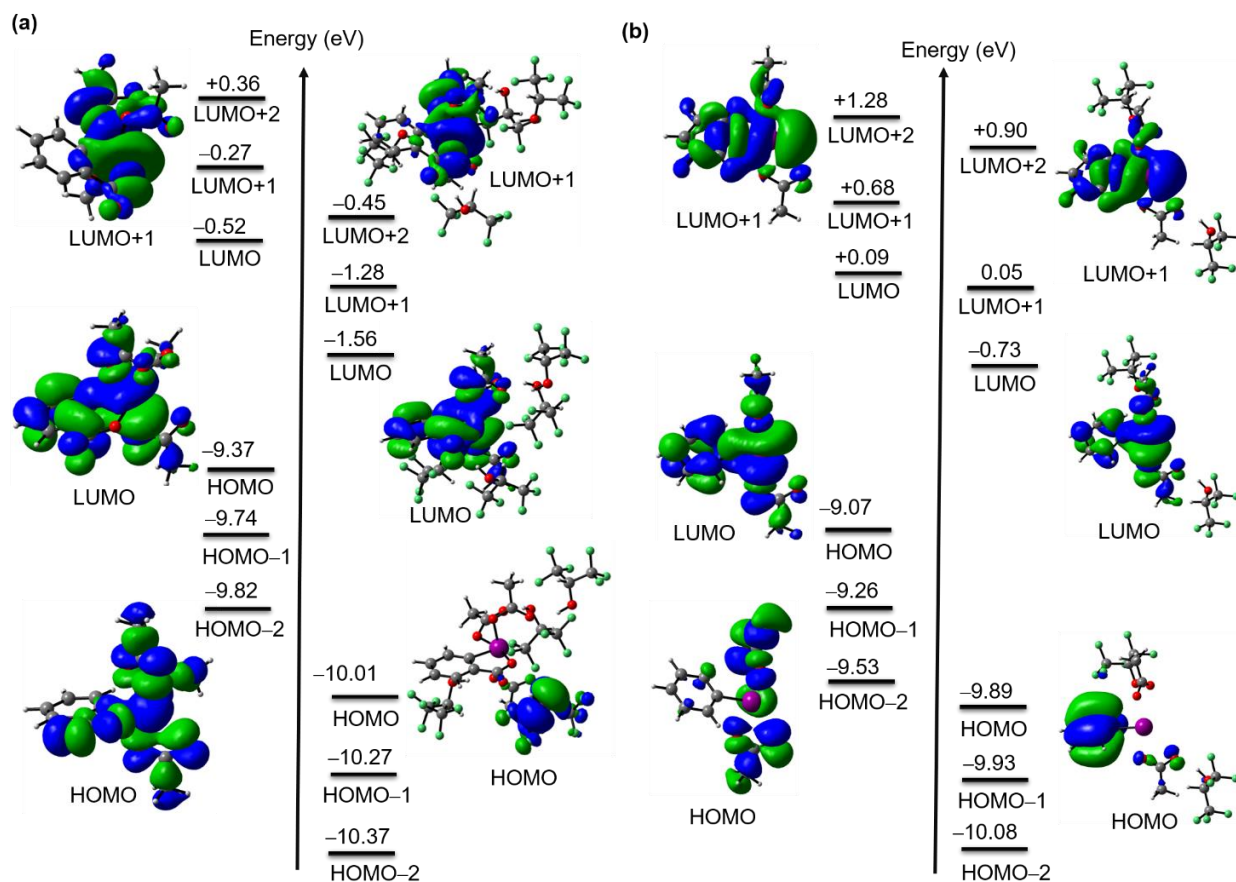 (a)
Energy (eV)
+0.36
LUMO+2
−0.27
LUMO+1
−0.52
LUMO
LUMO+1
LUMO
−9.37
HOMO
−9.74
HOMO−1
−9.82
HOMO−2
HOMO
LUMO+1
−0.45
LUMO+2
−1.28
LUMO+1
−1.56
LUMO
LUMO
−10.01
HOMO
−10.27
HOMO−1
−10.37
HOMO−2
HOMO
(b)
Energy (eV)
+1.28
LUMO+2
+0.68
LUMO+1
+0.09
LUMO
LUMO+1
LUMO
−9.07
HOMO
−9.26
HOMO−1
−9.53
HOMO−2
HOMO
+0.90
LUMO+2
LUMO+1
0.05
LUMO+1
−0.73
LUMO
LUMO
−9.89
HOMO
−9.93
HOMO−1
−10.08
HOMO−2
HOMO